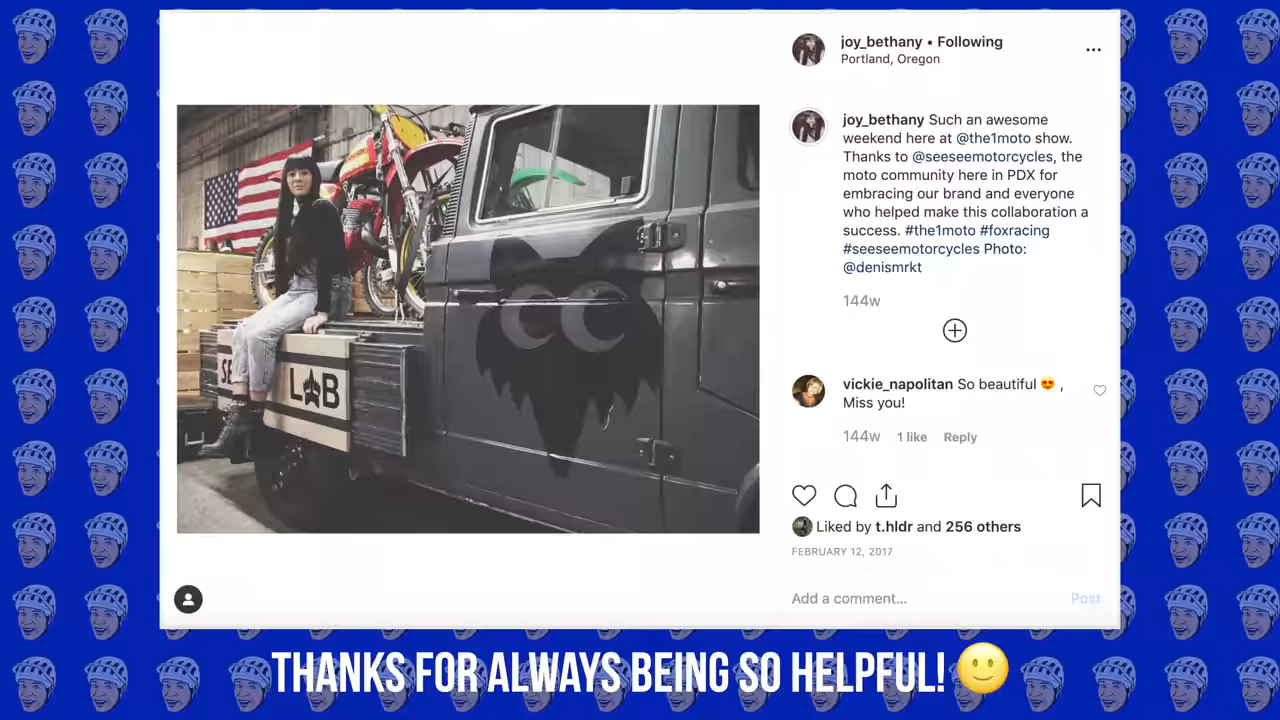 joy_bethany • Following
Portland, Oregon
joy_bethany Such an awesome
weekend here at @the1moto show.
Thanks to @seeseemotorcycles, the
moto community here in PDX for
embracing our brand and everyone
who helped make this collaboration a
success. #the1moto #foxracing
#seeseemotorcycles Photo:
@denismrkt
144w
vickie_napolitan So beautiful 😍 ,
Miss you!
144w 1 like Reply
Liked by t.hldr and 256 others
FEBRUARY 12, 2017
Add a comment... Post
THANKS FOR ALWAYS BEING SO HELPFUL! 🙂